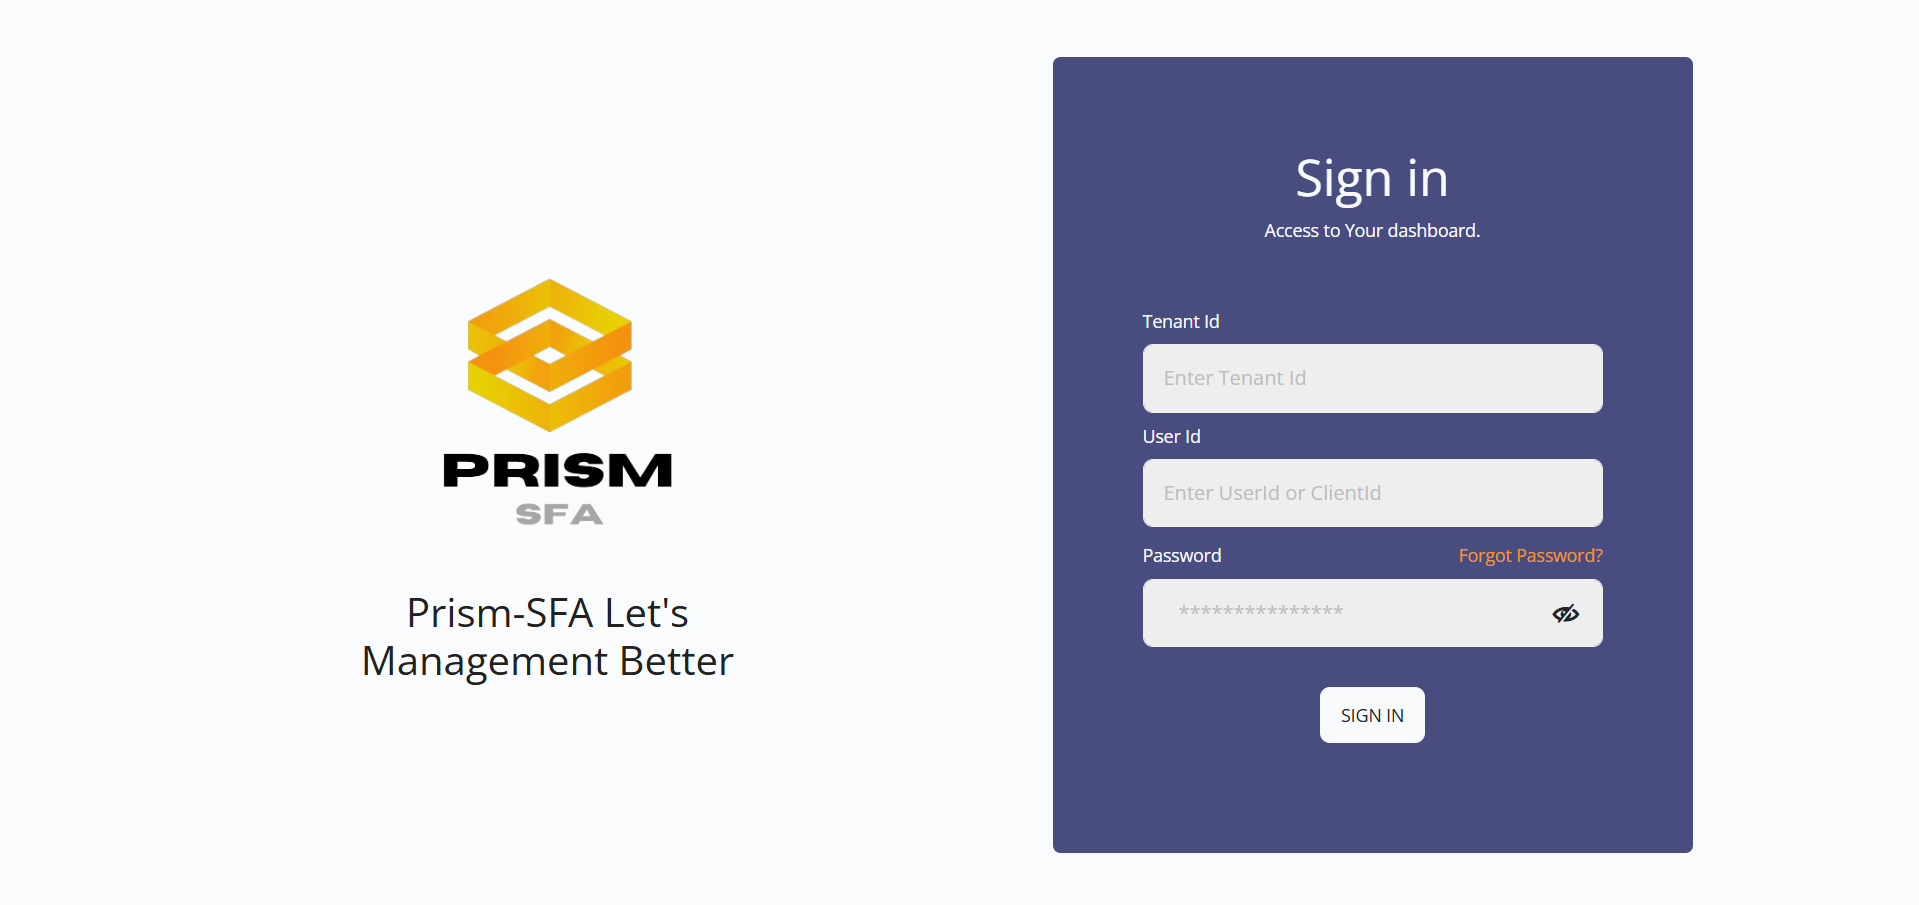 PRISM
SFA
Prism-SFA Let's
Management Better
Sign in
Access to Your dashboard.
Tenant Id
Enter Tenant Id
User Id
Enter UserId or ClientId
Password Forgot Password?
***************
SIGN IN